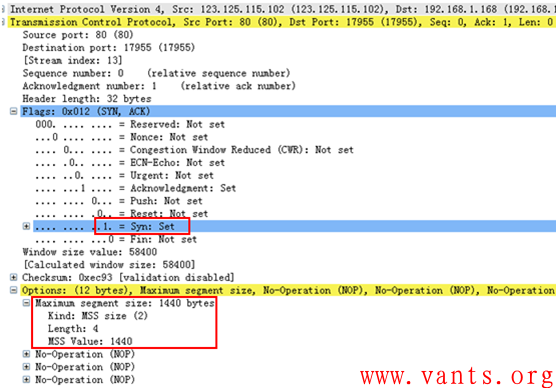 Internet Protocol Version 4, Src: 123.125.115.102 (123.125.115.102), Dst: 192.168.1.168 (192.168.1
Transmission Control Protocol, Src Port: 80 (80), Dst Port: 17955 (17955), Seq: 0, Ack: 1, Len: 0
Source port: 80 (80)
Destination port: 17955 (17955)
[Stream index: 13]
Sequence number: 0 (relative sequence number)
Acknowledgment number: 1 (relative ack number)
Header length: 32 bytes
Flags: 0x012 (SYN, ACK)
000. .... .... = Reserved: Not set
...0 .... .... = Nonce: Not set
.... 0... .... = Congestion Window Reduced (CWR): Not set
.... .0.. .... = ECN-Echo: Not set
.... ..0. .... = Urgent: Not set
.... ...1 .... = Acknowledgment: Set
.... .... 0... = Push: Not set
.... .... .0.. = Reset: Not set
.... .... ..1. = Syn: Set
.... .... ...0 = Fin: Not set
Window size value: 58400
[Calculated window size: 58400]
Checksum: 0xec93 [validation disabled]
Options: (12 bytes), Maximum segment size, No-Operation (NOP), No-Operation (NOP), No-Operation
Maximum segment size: 1440 bytes
Kind: MSS size (2)
Length: 4
MSS Value: 1440
No-Operation (NOP)
No-Operation (NOP)
No-Operation (NOP)
www.vants.org